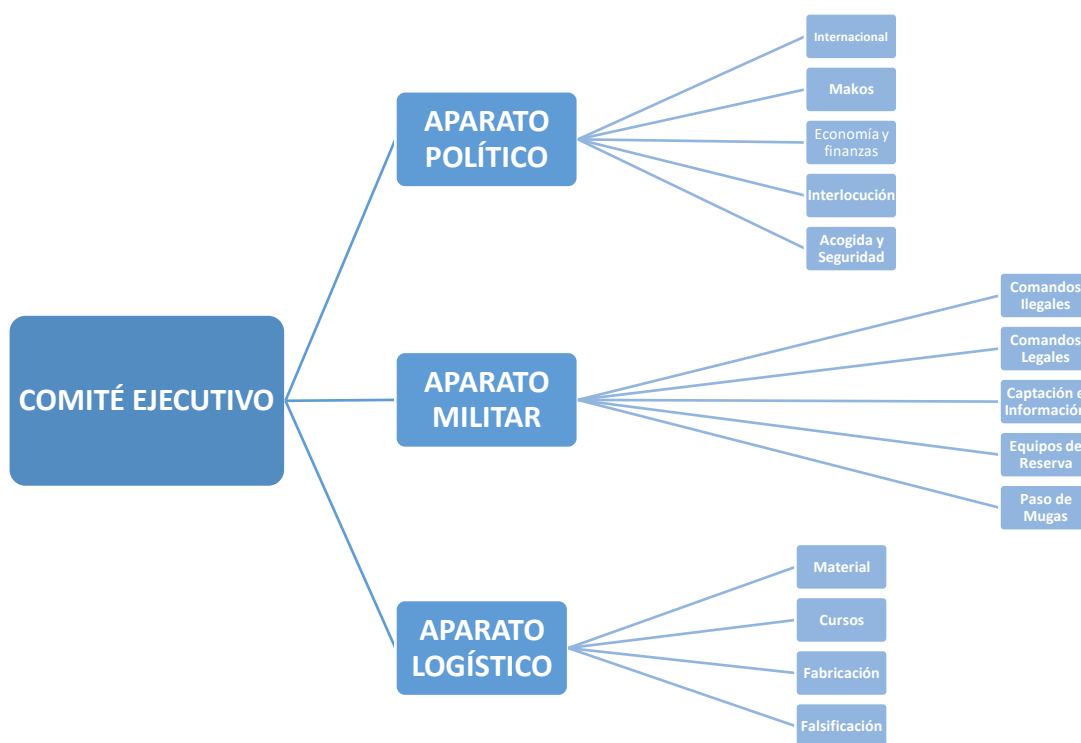 COMITÉ EJECUTIVO
APARATO
POLÍTICO
Internacional
Makos
Economía y
finanzas
Interlocución
Acogida y
Seguridad
APARATO
MILITAR
Comandos
Ilegales
Comandos
Legales
Captación e
Información
Equipos de
Reserva
Paso de
Mugas
APARATO
LOGÍSTICO
Material
Cursos
Fabricación
Falsificación